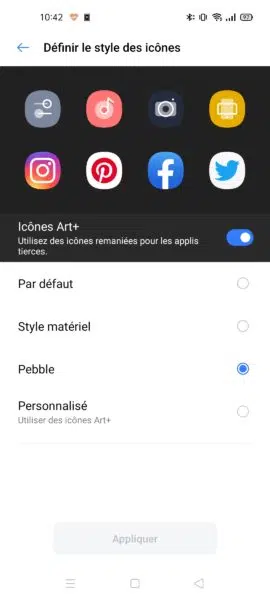 10:42
97
Définir le style des icônes
Icônes Art+
Utilisez des icônes remaniées pour les applis
tierces.
Par défaut
Style matériel
Pebble
Personnalisé
Utiliser des icônes Art+
Appliquer